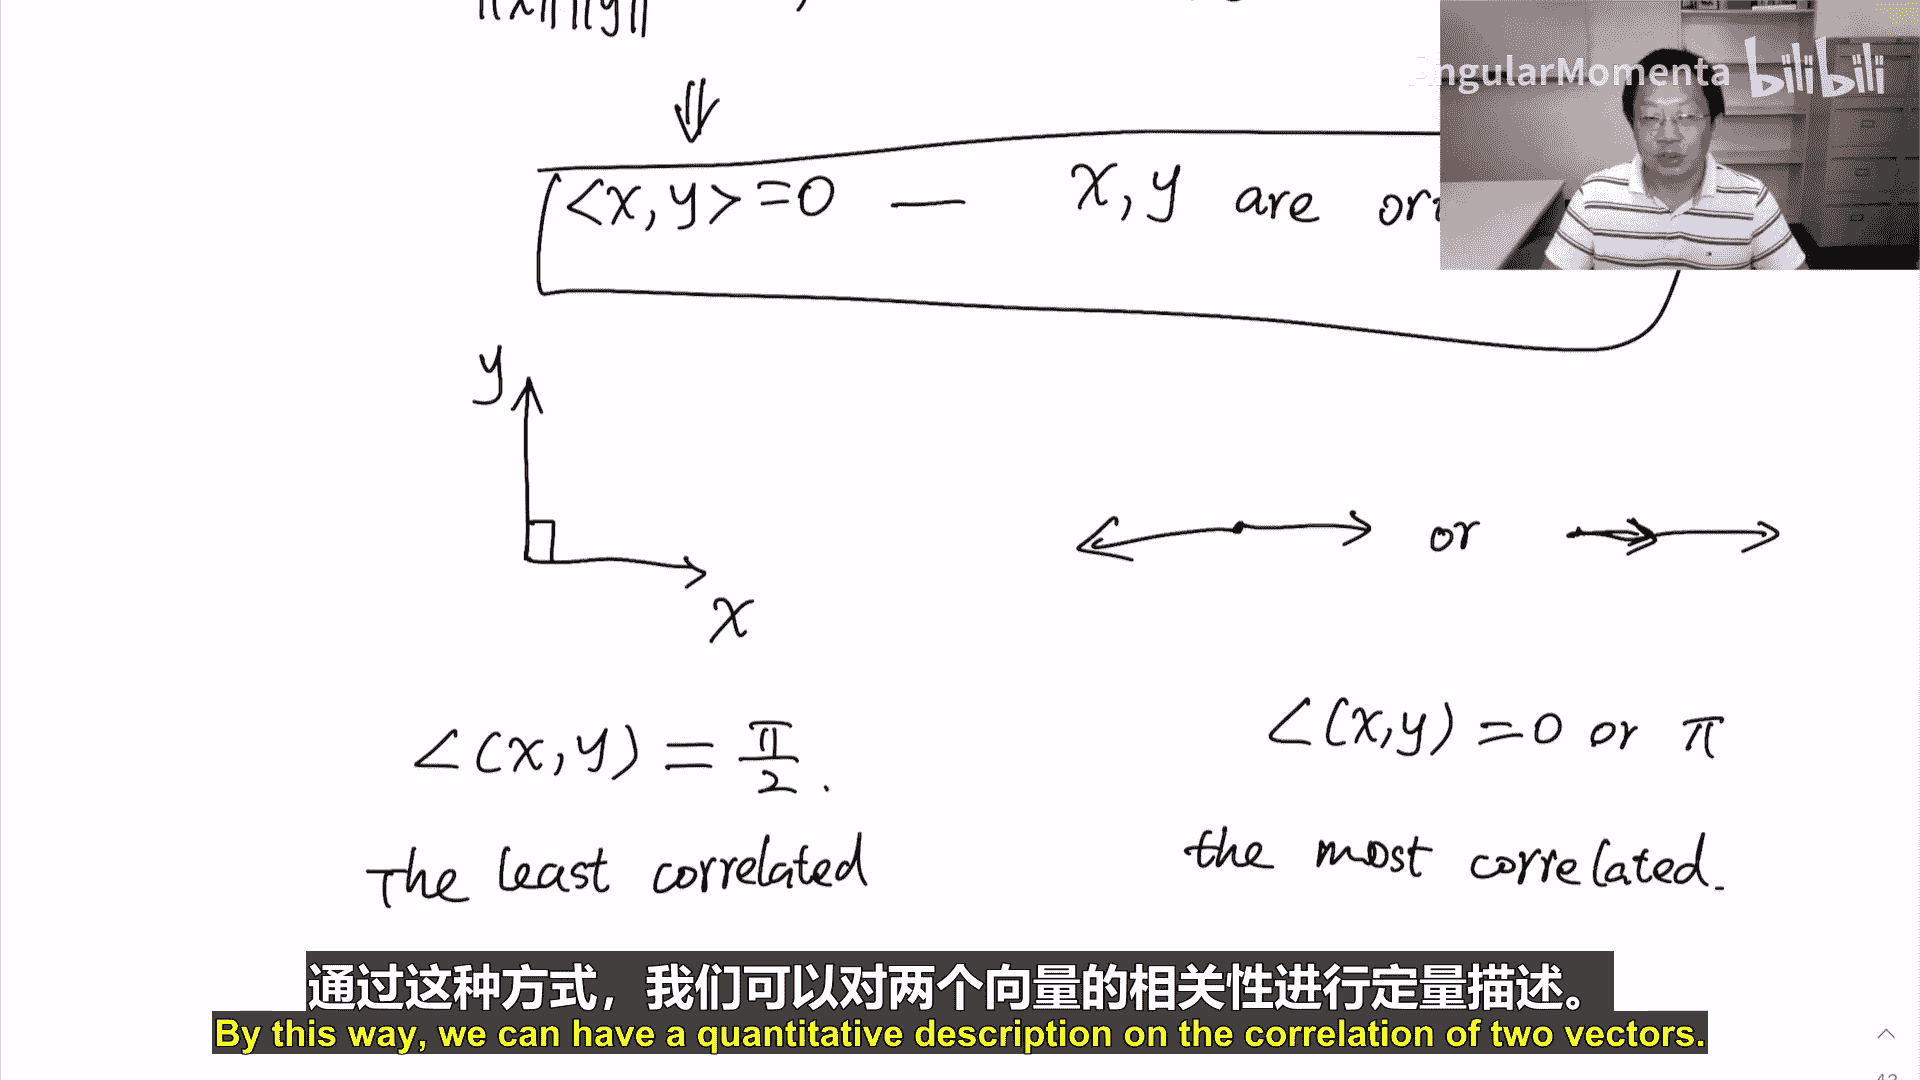 ||x|| ||y||
AngularMomenta bilibili
<x,y>=0 — x,y are
y
or
x
∠(x,y) = π/2.
∠(x,y) = 0 or π
The least correlated
the most correlated.
通过这种方式，我们可以对两个向量的相关性进行定量描述。
By this way, we can have a quantitative description on the correlation of two vectors.